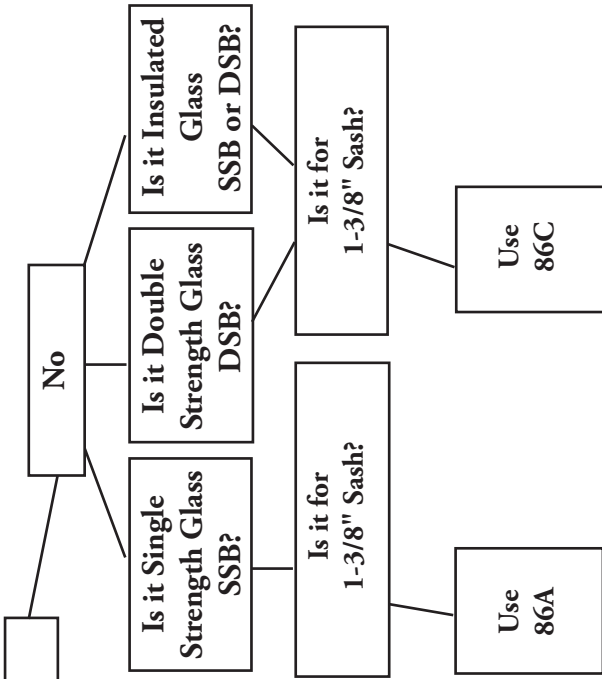 No
Is it Single
Strength Glass
SSB?
Is it Double
Strength Glass
DSB?
Is it Insulated
Glass
SSB or DSB?
Is it for
1-3/8" Sash?
Is it for
1-3/8" Sash?
Use
86A
Use
86C